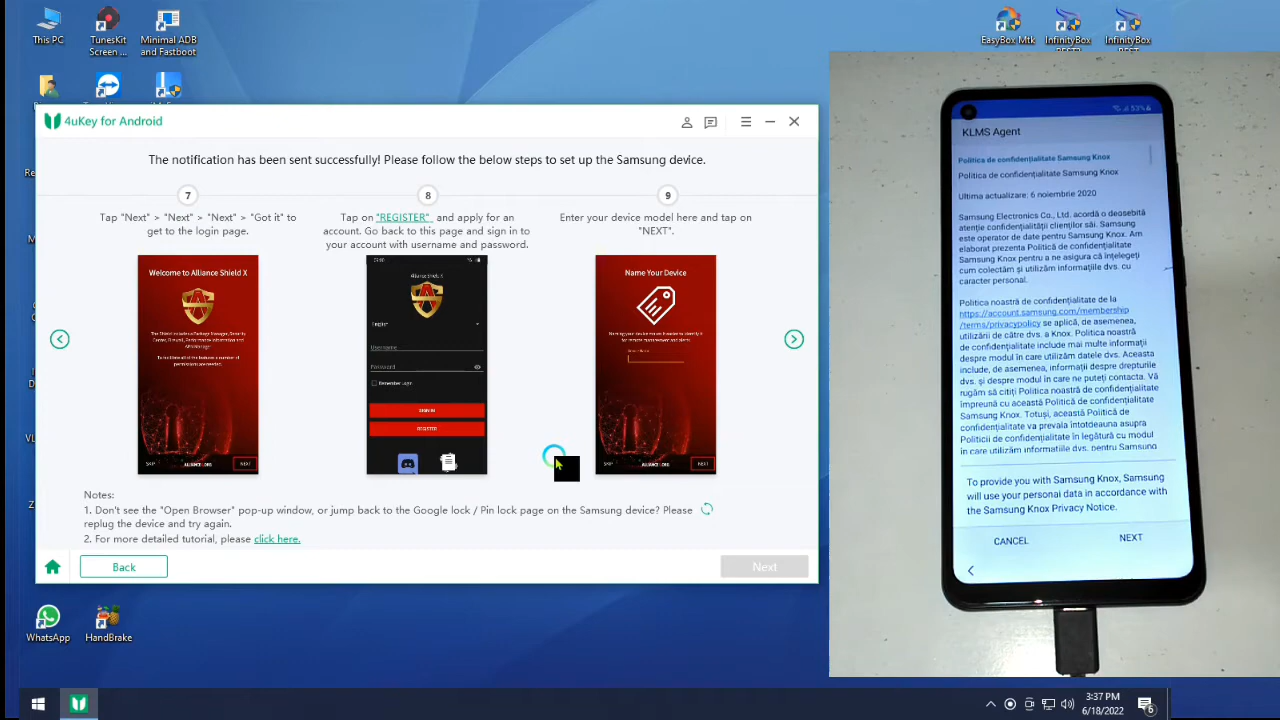 This PC
TunesKit
Screen ...
Minimal ADB
and Fastboot
EasyBox Mtk
InfinityBox
InfinityBox
4uKey for Android
The notification has been sent successfully! Please follow the below steps to set up the Samsung device.
7
8
9
Tap "Next" > "Next" > "Next" > "Got it" to
get to the login page.
Tap on "REGISTER" and apply for an
account. Go back to this page and sign in to
your account with username and password.
Enter your device model here and tap on
"NEXT".
Welcome to Alliance Shield X
SKIP
NEXT
Username
Password
Remember Login
SIGN IN
REGISTER
Name Your Device
SKIP
NEXT
Notes:
1. Don't see the "Open Browser" pop-up window, or jump back to the Google lock / Pin lock page on the Samsung device? Please
replug the device and try again.
2. For more detailed tutorial, please click here.
Back
Next
WhatsApp
HandBrake
3:37 PM
6/18/2022
5
53%
KLMS Agent
Politica de confidențialitate Samsung Knox
Politica de confidențialitate Samsung Knox
Ultima actualizare: 6 noiembrie 2020
Samsung Electronics Co., Ltd. acordă o deosebită
atenție confidențialității clienților săi. Samsung
este operator de date pentru Samsung Knox. Am
elaborat prezenta Politică de confidențialitate
Samsung Knox pentru a ne asigura că înțelegeți
cum colectăm și utilizăm informațiile dvs. cu
caracter personal.
Politica noastră de confidențialitate de la
https://account.samsung.com/membership
/terms/privacypolicy se aplică, de asemenea,
utilizării de către dvs. a Knox. Politica noastră
de confidențialitate include mai multe informații
despre modul în care utilizăm datele dvs. Aceasta
include, de asemenea, informații despre drepturile
dvs. și despre modul în care ne puteți contacta. Vă
rugăm să citiți Politica noastră de confidențialitate
împreună cu această Politică de confidențialitate
Samsung Knox. Totuși, această Politică de
confidențialitate va prevala întotdeauna asupra
Politicii de confidențialitate în legătură cu modul
în care utilizăm informațiile dvs. pentru Samsung
To provide you with Samsung Knox, Samsung
will use your personal data in accordance with
the Samsung Knox Privacy Notice.
CANCEL
NEXT